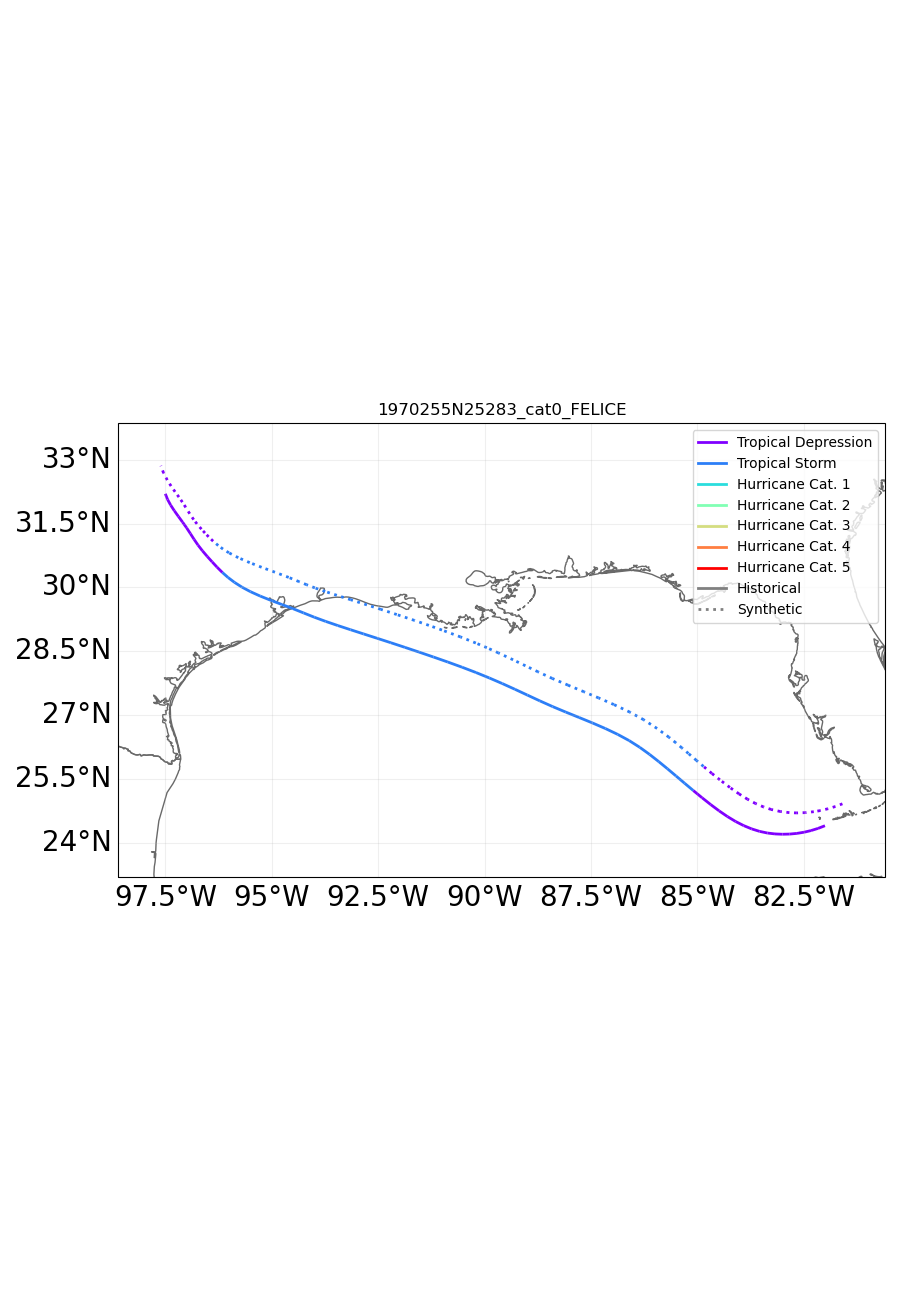 1970255N25283_cat0_FELICE
Tropical Depression
Tropical Storm
Hurricane Cat. 1
Hurricane Cat. 2
Hurricane Cat. 3
Hurricane Cat. 4
Hurricane Cat. 5
Historical
Synthetic
33°N
31.5°N
30°N
28.5°N
27°N
25.5°N
24°N
97.5°W 95°W 92.5°W 90°W 87.5°W 85°W 82.5°W